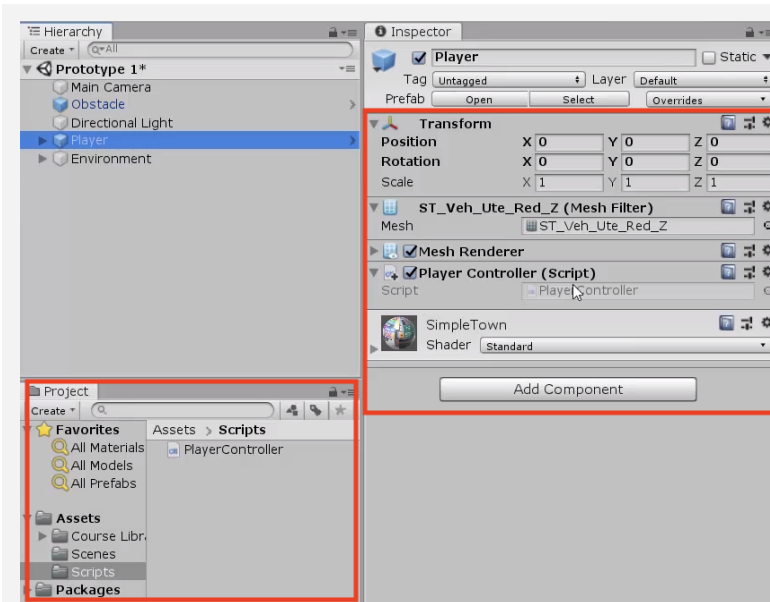 Hierarchy
Create
All
Prototype 1*
Main Camera
Obstacle
Directional Light
Player
Environment
Inspector
Player
Static
Tag Untagged Layer Default
Prefab Open Select Overrides
Transform
Position X 0 Y 0 Z 0
Rotation X 0 Y 0 Z 0
Scale X 1 Y 1 Z 1
ST_Veh_Ute_Red_Z (Mesh Filter)
Mesh ST_Veh_Ute_Red_Z
Mesh Renderer
Player Controller (Script)
Script PlayerController
SimpleTown
Shader Standard
Add Component
Project
Create
Favorites
All Materials
All Models
All Prefabs
Assets
Course Libr
Scenes
Scripts
Packages
Assets > Scripts
PlayerController